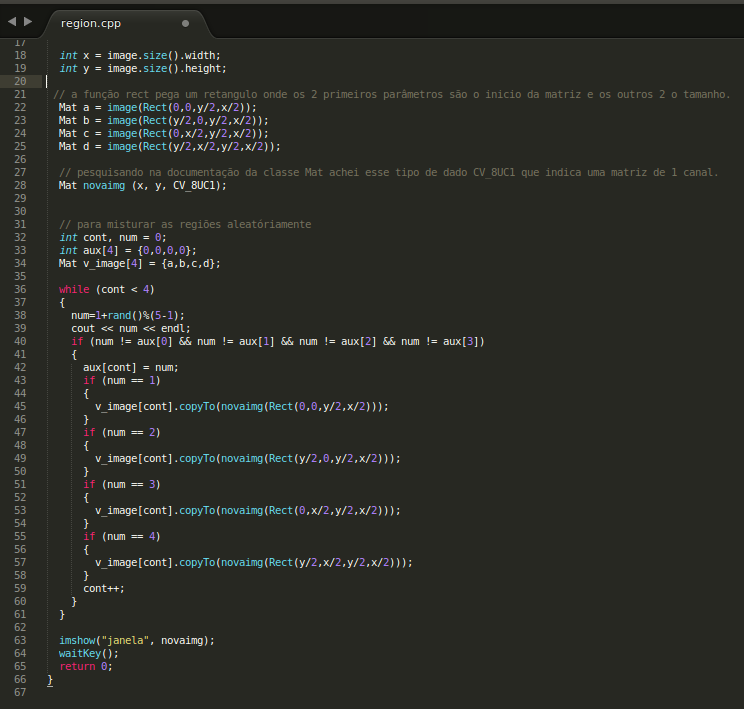 region.cpp
17
18 int x = image.size().width;
19 int y = image.size().height;
20
21 // a função rect pega um retangulo onde os 2 primeiros parâmetros são o inicio da matriz e os outros 2 o tamanho.
22 Mat a = image(Rect(0,0,y/2,x/2));
23 Mat b = image(Rect(y/2,0,y/2,x/2));
24 Mat c = image(Rect(0,x/2,y/2,x/2));
25 Mat d = image(Rect(y/2,x/2,y/2,x/2));
26
27 // pesquisando na documentação da classe Mat achei esse tipo de dado CV_8UC1 que indica uma matriz de 1 canal.
28 Mat novaimg (x, y, CV_8UC1);
29
30
31 // para misturar as regiões aleatóriamente
32 int cont, num = 0;
33 int aux[4] = {0,0,0,0};
34 Mat v_image[4] = {a,b,c,d};
35
36 while (cont < 4)
37 {
38 num=1+rand()%(5-1);
39 cout << num << endl;
40 if (num != aux[0] && num != aux[1] && num != aux[2] && num != aux[3])
41 {
42 aux[cont] = num;
43 if (num == 1)
44 {
45 v_image[cont].copyTo(novaimg(Rect(0,0,y/2,x/2)));
46 }
47 if (num == 2)
48 {
49 v_image[cont].copyTo(novaimg(Rect(y/2,0,y/2,x/2)));
50 }
51 if (num == 3)
52 {
53 v_image[cont].copyTo(novaimg(Rect(0,x/2,y/2,x/2)));
54 }
55 if (num == 4)
56 {
57 v_image[cont].copyTo(novaimg(Rect(y/2,x/2,y/2,x/2)));
58 }
59 cont++;
60 }
61 }
62
63 imshow("janela", novaimg);
64 waitKey();
65 return 0;
66 }
67